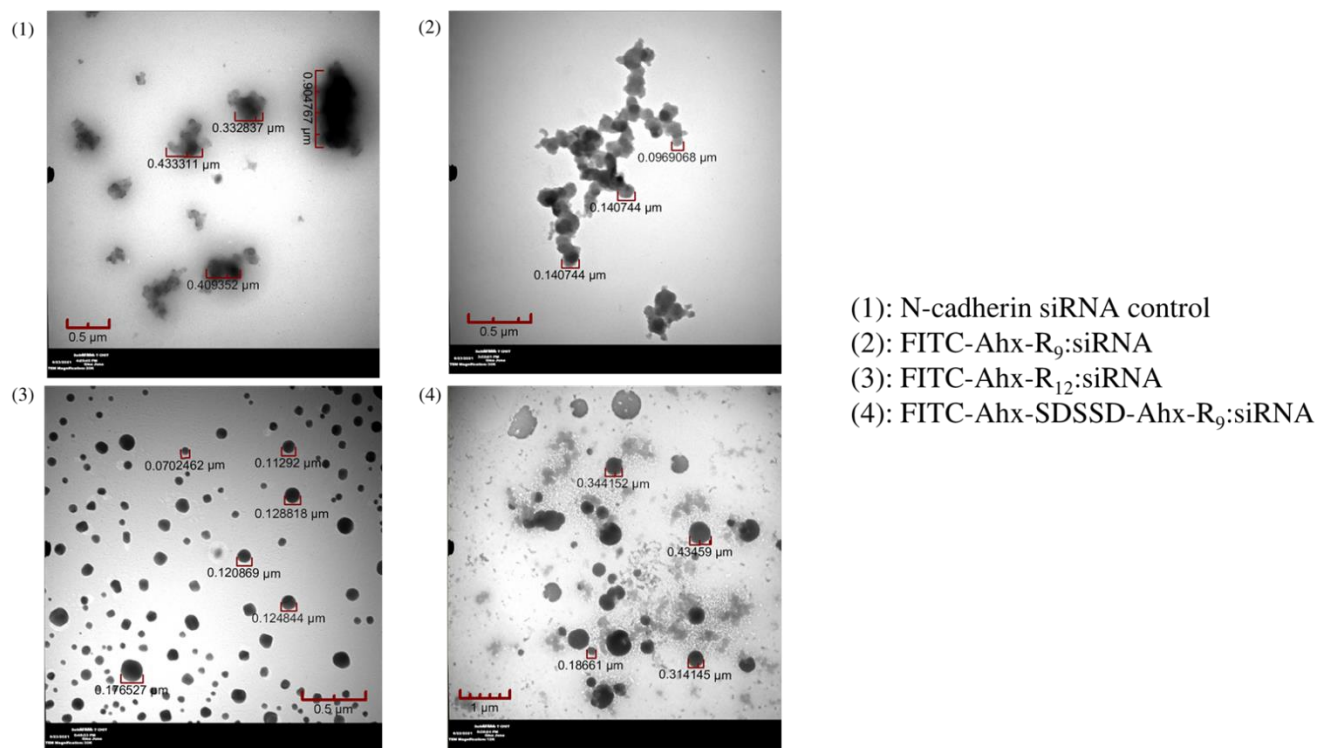 (1)
0.904767 µm
0.332837 µm
0.433311 µm
0.409352 µm
0.5 µm
(2)
0.0969068 µm
0.140744 µm
0.140744 µm
0.5 µm
(3)
0.0702462 µm
0.11292 µm
0.128818 µm
0.120869 µm
0.124844 µm
0.176527 µm
0.5 µm
(4)
0.344152 µm
0.43459 µm
0.18661 µm
0.314145 µm
1 µm
(1): N-cadherin siRNA control
(2): FITC-Ahx-R₉:siRNA
(3): FITC-Ahx-R₁₂:siRNA
(4): FITC-Ahx-SDSSD-Ahx-R₉:siRNA